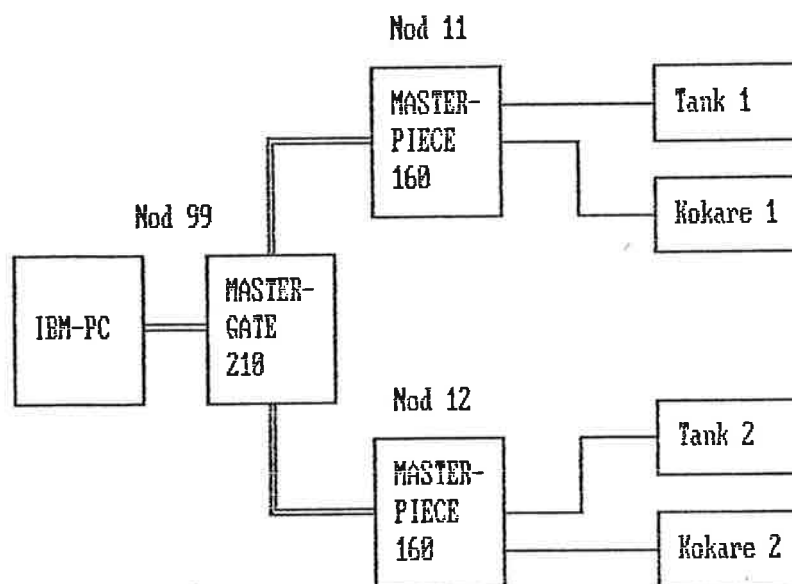 Nod 11
MASTER-
PIECE
160
Tank 1
Kokare 1
Nod 99
IBM-PC
MASTER-
GATE
210
Nod 12
MASTER-
PIECE
160
Tank 2
Kokare 2